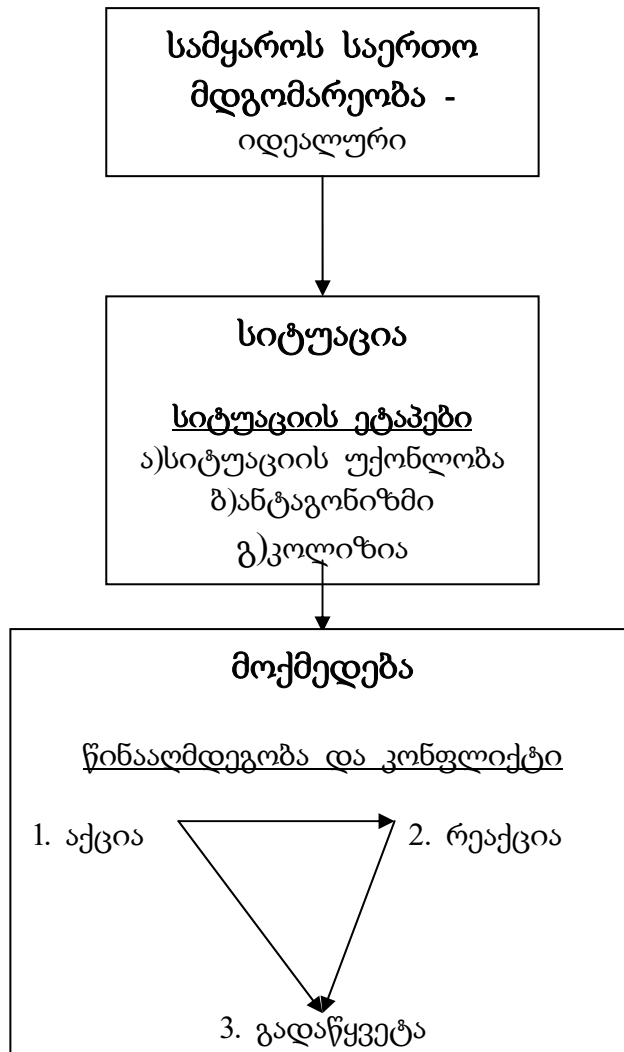 სამყაროს საერთო
მდგომარეობა -
იდეალური
სიტუაცია
სიტუაციის ეტაპები
ა)სიტუაციის უქონლობა
ბ)ანტაგონიზმი
გ)კოლიზია
მოქმედება
წინააღმდეგობა და კონფლიქტი
1. აქცია
2. რეაქცია
3. გადაწყვეტა